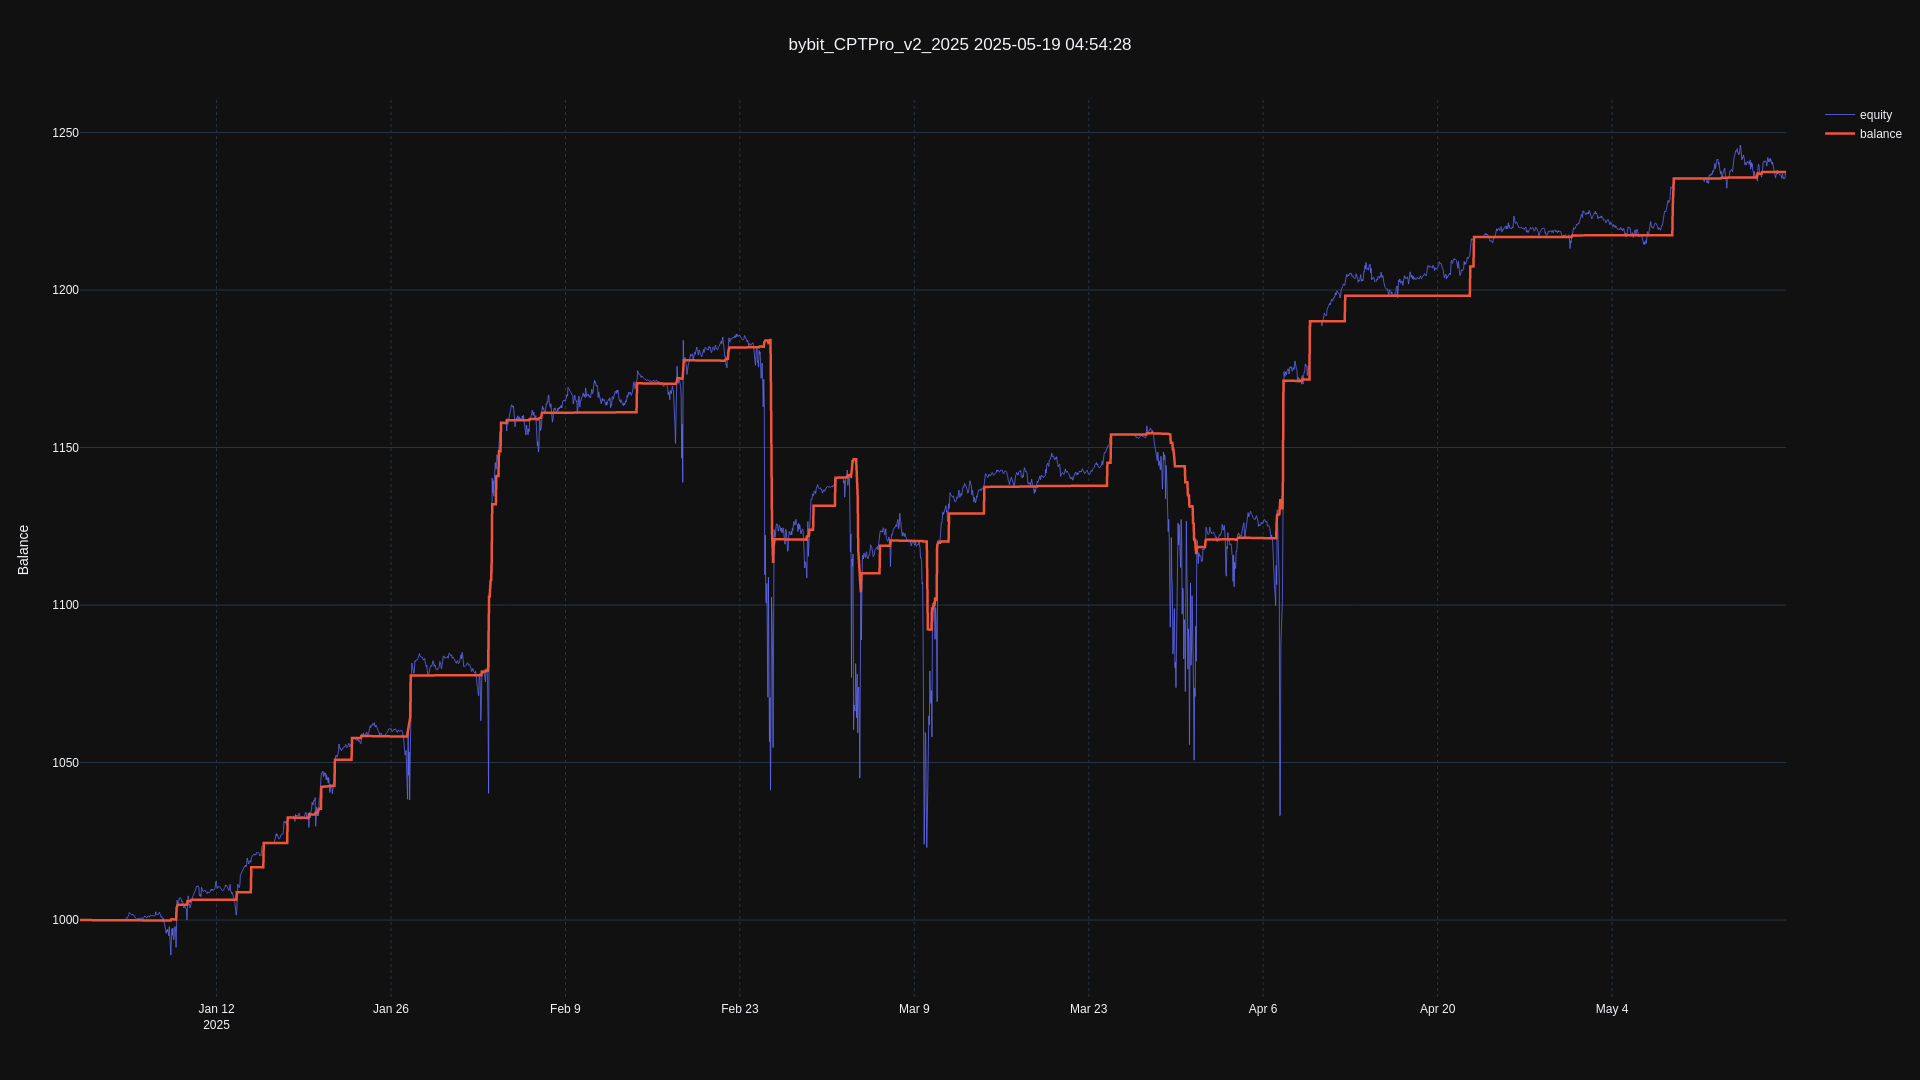 bybit_CPTPro_v2_2025 2025-05-19 04:54:28
equity
balance
1250
1200
1150
1100
1050
1000
Balance
Jan 12
2025
Jan 26
Feb 9
Feb 23
Mar 9
Mar 23
Apr 6
Apr 20
May 4